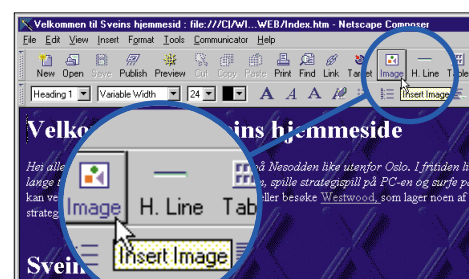 Velkommen til Sveins hjemmesid : file:///C|/WI...WEB/Index.htm - Netscape Composer
File Edit View Insert Format Tools Communicator Help
New Open Save Publish Preview Cut Copy Paste Print Find Link Target Image H. Line Table
Heading 1 Variable Width 24 A A A Insert Image
Velko ins hjemmeside
Hei alle på Nesodden like utenfor Oslo. I fritiden li
lange t , spille strategispill på PC-en og surfe på
kan ve eller besøke Westwood, som lager noen af
strateg
Image H. Line Tab
Insert Image
Svein